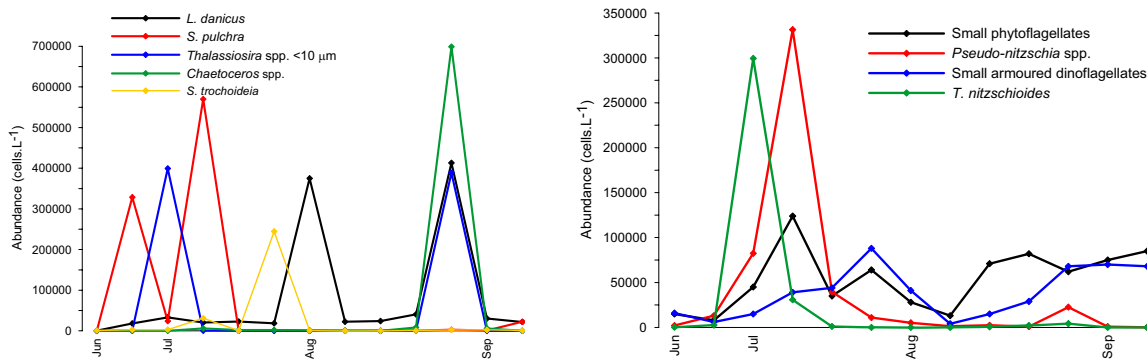 L. danicus
S. pulchra
Thalassiosira spp. <10 µm
Chaetoceros spp.
S. trochoideia
Abundance (cells.L-1)
700000
600000
500000
400000
300000
200000
100000
0
Jun
Jul
Aug
Sep
Small phytoflagellates
Pseudo-nitzschia spp.
Small armoured dinoflagellates
T. nitzschioides
Abundance (cells.L-1)
350000
300000
250000
200000
150000
100000
50000
0
Jun
Jul
Aug
Sep